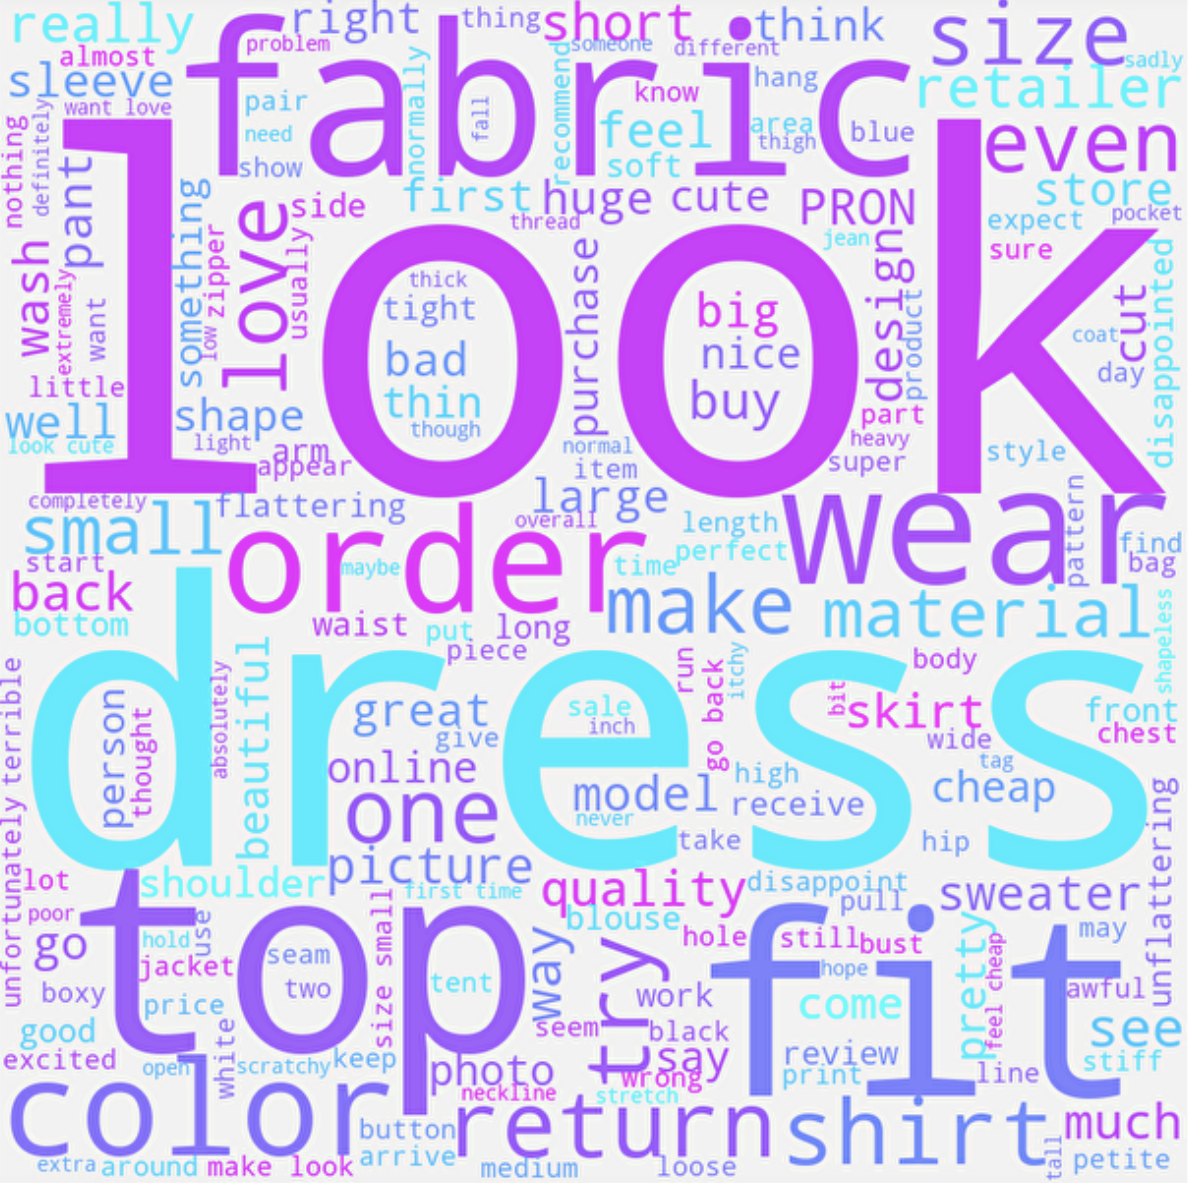 really
right
thing
short
think
size
almost
problem
someone
different
sadly
sleeve
fabric
hang
retailer
want love
pair
normally
fall
recommend
know
feel
area
blue
even
nothing
definitely
need
thigh
show
soft
pant
something
love
side
first
huge
cute
PRON
store
expect
pocket
thread
jean
sure
wash
extremely
want
low
zipper
usually
look
thick
tight
purchase
big
nice
design
product
cut
coat
day
disappointed
bad
thin
buy
little
well
shape
though
part
look cute
light
arm
appear
normal
item
heavy
super
style
completely
flattering
large
small
order
overall
length
wear
pattern
find
start
maybe
time
perfect
bag
back
make
material
bottom
waist
put
long
shapeless
piece
run
itchy
body
unfortunately terrible
dress
person
thought
absolutely
beautiful
great
give
sale
inch
go back
bit
skirt
wide
front
chest
online
tag
one
model
high
receive
cheap
never
take
hip
picture
unflattering
lot
shoulder
first time
quality
disappoint
pull
sweater
poor
top
use
size small
blouse
way
try
hole
still
bust
fit
pretty
feel cheap
may
go
hold
seam
jacket
hope
boxy
two
tent
work
come
awful
price
good
white
seem
black
see
excited
open
scratchy
keep
photo
say
review
line
stiff
wrong
print
neckline
stretch
color
return
shirt
much
button
extra
around
make look
arrive
medium
loose
tall
petite